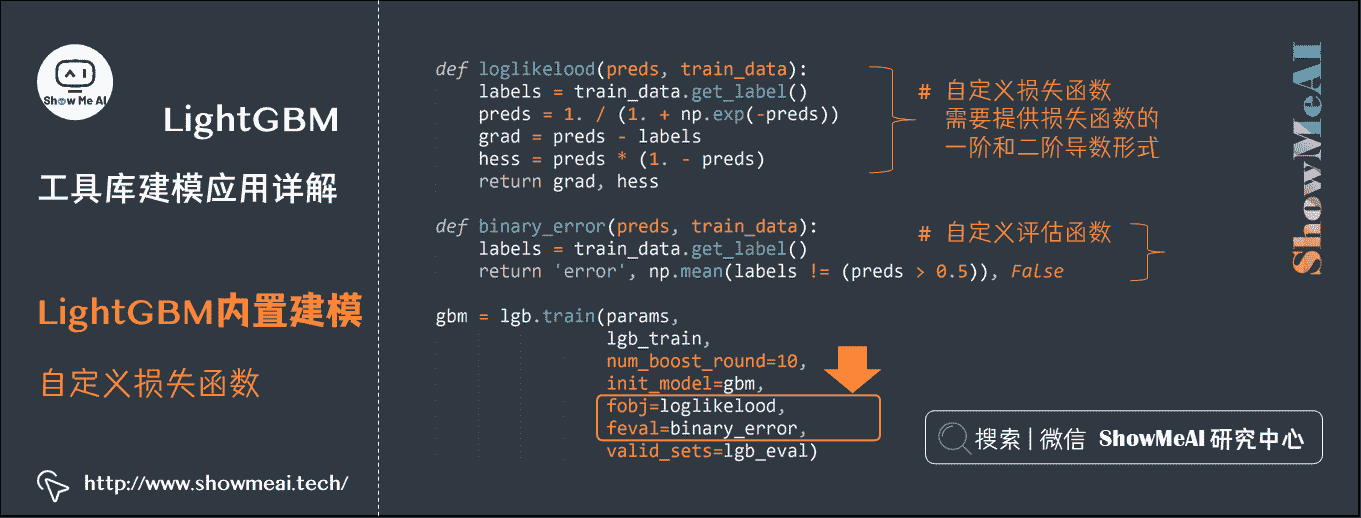 Show Me AI
LightGBM
工具库建模应用详解
LightGBM内置建模
自定义损失函数
http://www.showmeai.tech/
def loglikelood(preds, train_data):
    labels = train_data.get_label()
    preds = 1. / (1. + np.exp(-preds))
    grad = preds - labels
    hess = preds * (1. - preds)
    return grad, hess
# 自定义损失函数
需要提供损失函数的
一阶和二阶导数形式
def binary_error(preds, train_data):
    labels = train_data.get_label()
    return 'error', np.mean(labels != (preds > 0.5)), False
# 自定义评估函数
gbm = lgb.train(params,
                lgb_train,
                num_boost_round=10,
                init_model=gbm,
                fobj=loglikelood,
                feval=binary_error,
                valid_sets=lgb_eval)
ShowMeAI
搜索 | 微信 ShowMeAI 研究中心